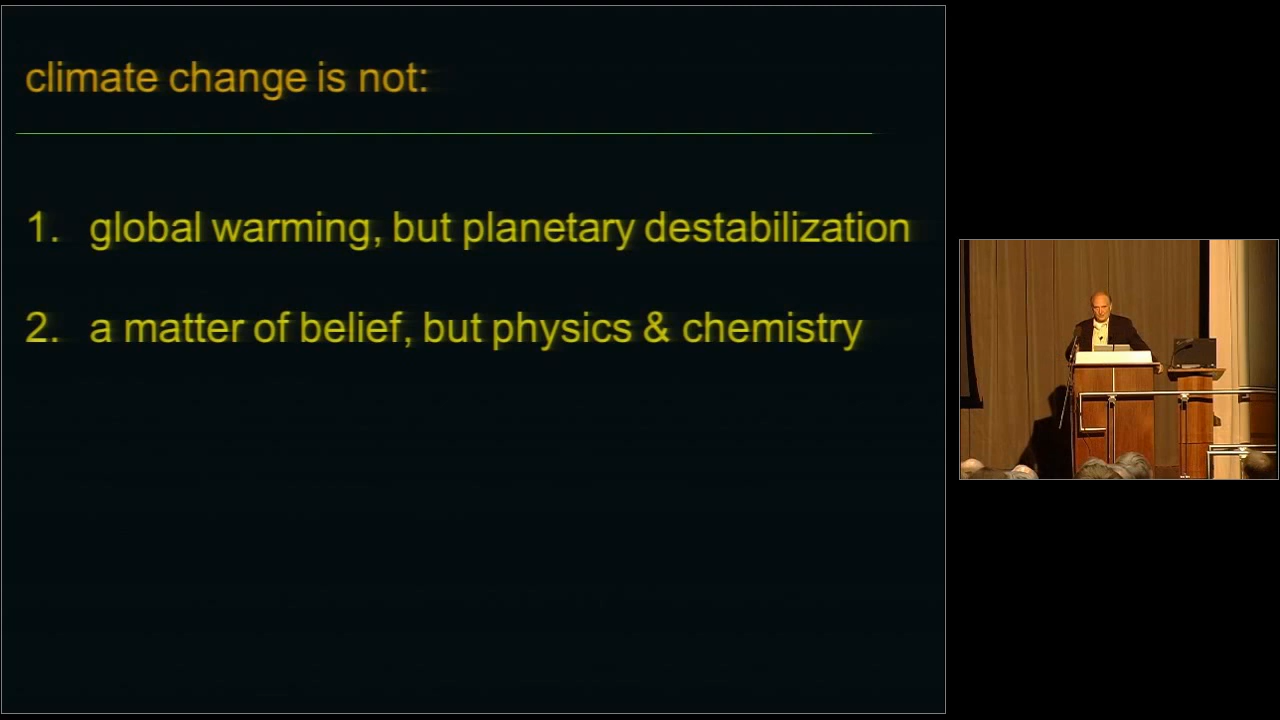 climate change is not:
1. global warming, but planetary destabilization
2. a matter of belief, but physics & chemistry